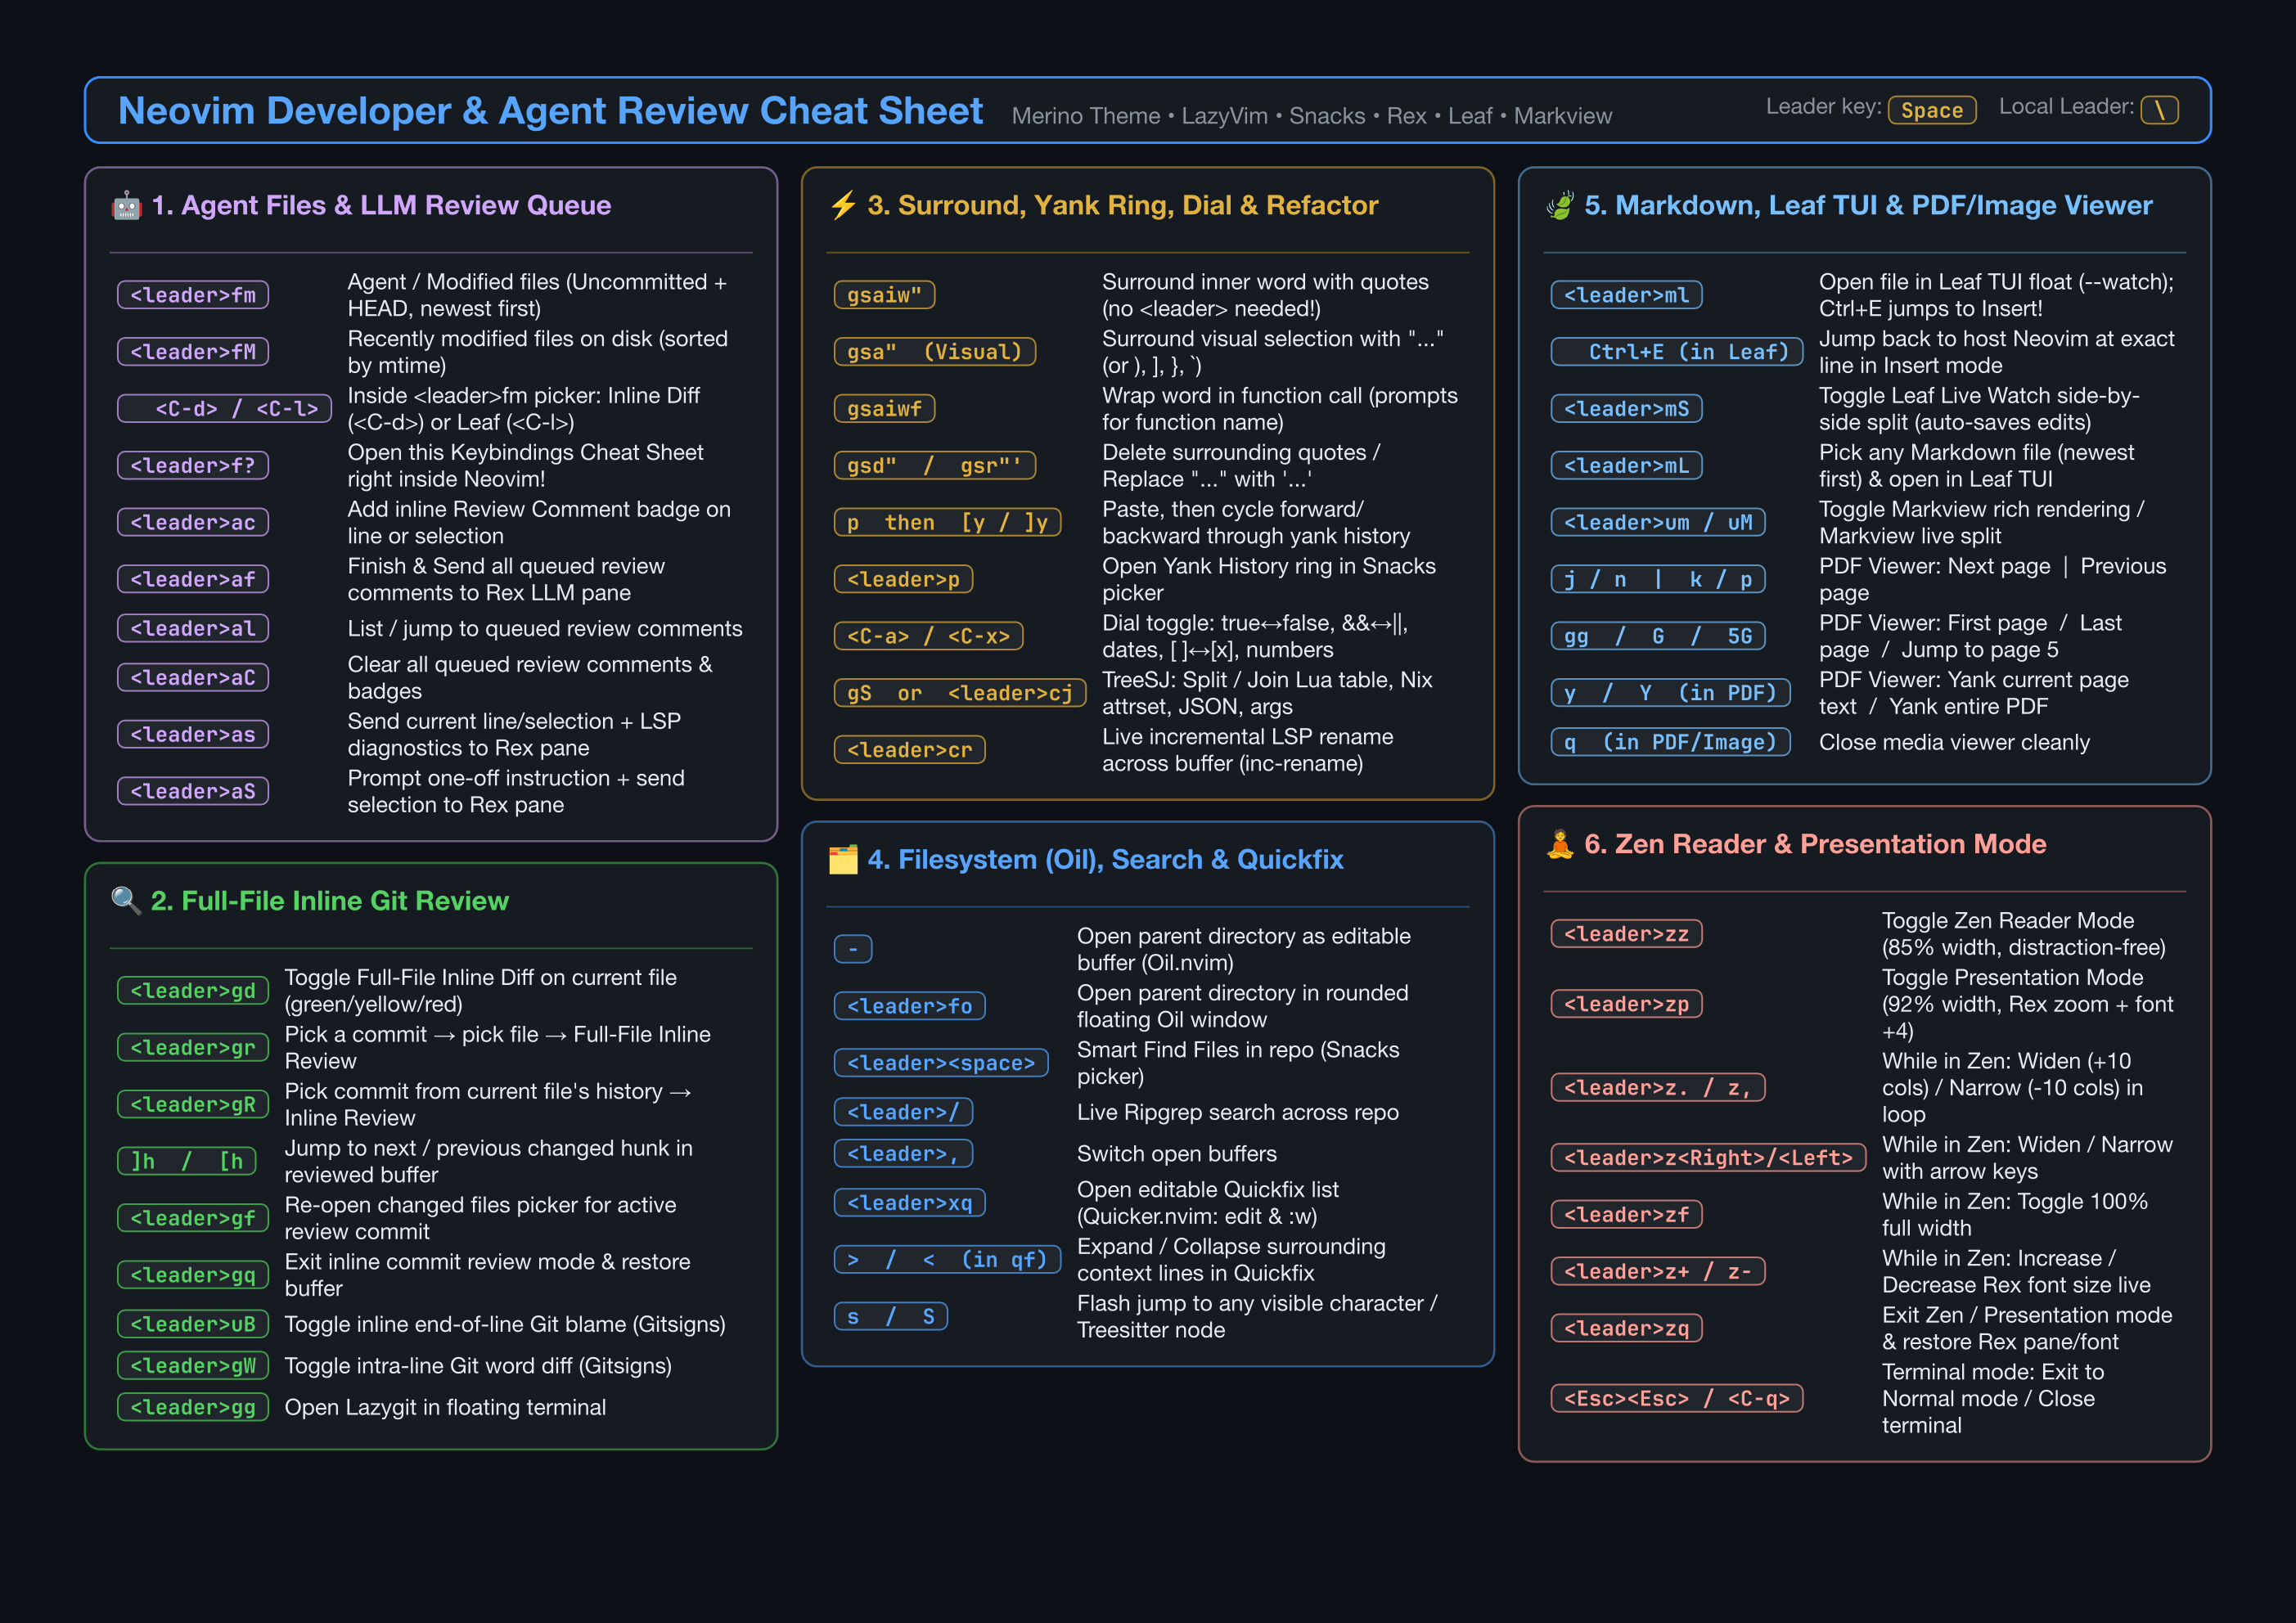 Neovim Developer & Agent Review Cheat Sheet Merino Theme • LazyVim • Snacks • Rex • Leaf • Markview Leader key: Space Local Leader: \
🤖 1. Agent Files & LLM Review Queue
<leader>fm Agent / Modified files (Uncommitted +
HEAD, newest first)
<leader>fM Recently modified files on disk (sorted
by mtime)
<C-d> / <C-l> Inside <leader>fm picker: Inline Diff
(<C-d>) or Leaf (<C-l>)
<leader>f? Open this Keybindings Cheat Sheet
right inside Neovim!
<leader>ac Add inline Review Comment badge on
line or selection
<leader>af Finish & Send all queued review
comments to Rex LLM pane
<leader>al List / jump to queued review comments
<leader>aC Clear all queued review comments &
badges
<leader>as Send current line/selection + LSP
diagnostics to Rex pane
<leader>aS Prompt one-off instruction + send
selection to Rex pane
🔍 2. Full-File Inline Git Review
<leader>gd Toggle Full-File Inline Diff on current file
(green/yellow/red)
<leader>gr Pick a commit → pick file → Full-File Inline
Review
<leader>gR Pick commit from current file's history →
Inline Review
]h / [h Jump to next / previous changed hunk in
reviewed buffer
<leader>gf Re-open changed files picker for active
review commit
<leader>gq Exit inline commit review mode & restore
buffer
<leader>uB Toggle inline end-of-line Git blame (Gitsigns)
<leader>gW Toggle intra-line Git word diff (Gitsigns)
<leader>gg Open Lazygit in floating terminal
⚡ 3. Surround, Yank Ring, Dial & Refactor
gsaiw" Surround inner word with quotes
(no <leader> needed!)
gsa" (Visual) Surround visual selection with "..."
(or ), ], }, `)
gsaiwf Wrap word in function call (prompts
for function name)
gsd" / gsr"' Delete surrounding quotes /
Replace "..." with '...'
p then [y / ]y Paste, then cycle forward/
backward through yank history
<leader>p Open Yank History ring in Snacks
picker
<C-a> / <C-x> Dial toggle: true↔false, &&↔||,
dates, [ ]↔[x], numbers
gS or <leader>cj TreeSJ: Split / Join Lua table, Nix
attrset, JSON, args
<leader>cr Live incremental LSP rename
across buffer (inc-rename)
🗂️ 4. Filesystem (Oil), Search & Quickfix
- Open parent directory as editable
buffer (Oil.nvim)
<leader>fo Open parent directory in rounded
floating Oil window
<leader><space> Smart Find Files in repo (Snacks
picker)
<leader>/ Live Ripgrep search across repo
<leader>, Switch open buffers
<leader>xq Open editable Quickfix list
(Quicker.nvim: edit & :w)
> / < (in qf) Expand / Collapse surrounding
context lines in Quickfix
s / S Flash jump to any visible character /
Treesitter node
🍃 5. Markdown, Leaf TUI & PDF/Image Viewer
<leader>ml Open file in Leaf TUI float (--watch);
Ctrl+E jumps to Insert!
Ctrl+E (in Leaf) Jump back to host Neovim at exact
line in Insert mode
<leader>mS Toggle Leaf Live Watch side-by-
side split (auto-saves edits)
<leader>mL Pick any Markdown file (newest
first) & open in Leaf TUI
<leader>um / uM Toggle Markview rich rendering /
Markview live split
j / n | k / p PDF Viewer: Next page | Previous
page
gg / G / 5G PDF Viewer: First page / Last
page / Jump to page 5
y / Y (in PDF) PDF Viewer: Yank current page
text / Yank entire PDF
q (in PDF/Image) Close media viewer cleanly
🧘 6. Zen Reader & Presentation Mode
<leader>zz Toggle Zen Reader Mode
(85% width, distraction-free)
<leader>zp Toggle Presentation Mode
(92% width, Rex zoom + font
+4)
<leader>z. / z, While in Zen: Widen (+10
cols) / Narrow (-10 cols) in
loop
<leader>z<Right>/<Left> While in Zen: Widen / Narrow
with arrow keys
<leader>zf While in Zen: Toggle 100%
full width
<leader>z+ / z- While in Zen: Increase /
Decrease Rex font size live
<leader>zq Exit Zen / Presentation mode
& restore Rex pane/font
<Esc><Esc> / <C-q> Terminal mode: Exit to
Normal mode / Close
terminal